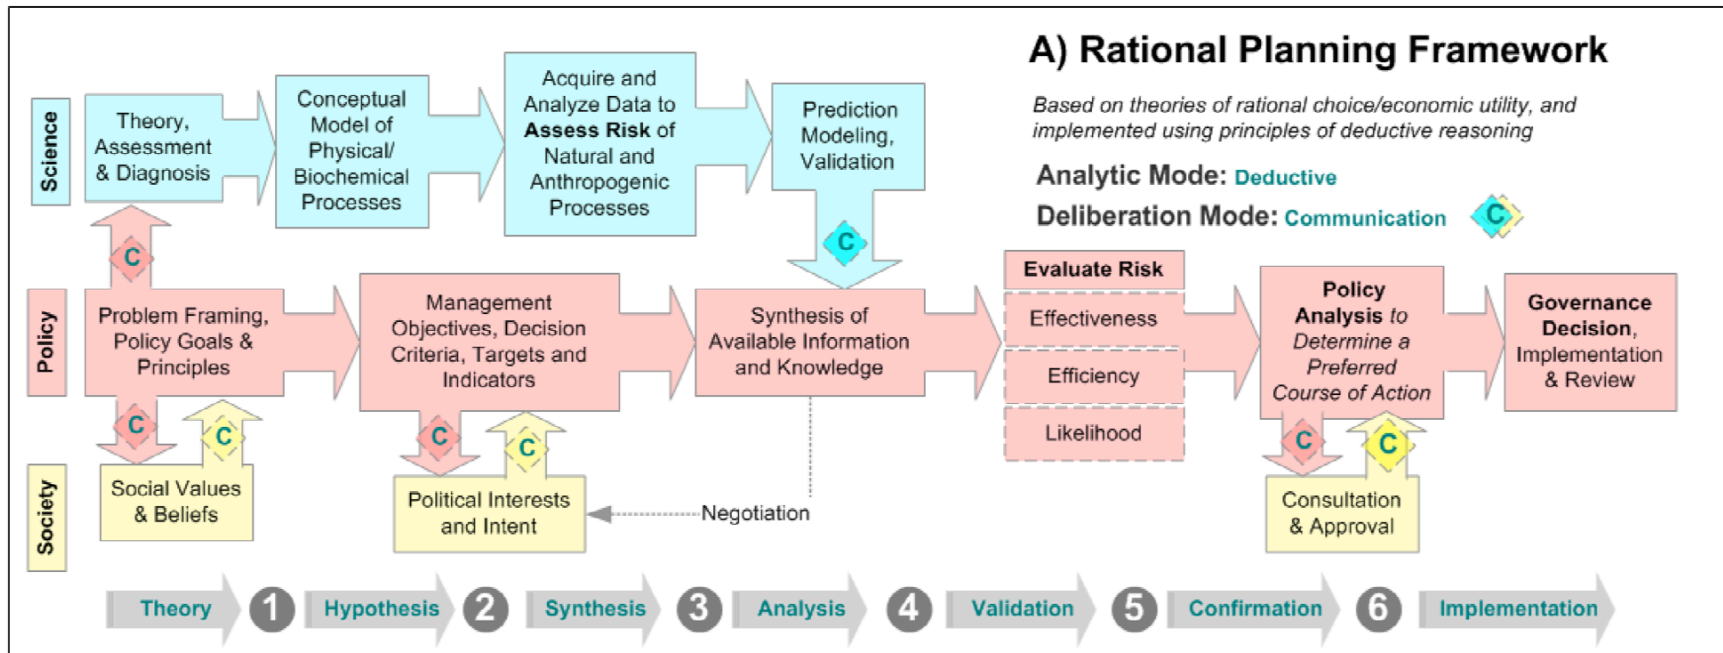 A) Rational Planning Framework
Based on theories of rational choice/economic utility, and
implemented using principles of deductive reasoning
Analytic Mode: Deductive
Deliberation Mode: Communication
C
Science
Theory,
Assessment
& Diagnosis
Conceptual
Model of
Physical/
Biochemical
Processes
Acquire and
Analyze Data to
Assess Risk of
Natural and
Anthropogenic
Processes
Prediction
Modeling,
Validation
C
C
Policy
Problem Framing,
Policy Goals &
Principles
Management
Objectives, Decision
Criteria, Targets and
Indicators
Synthesis of
Available Information
and Knowledge
Evaluate Risk
Effectiveness
Efficiency
Likelihood
Policy
Analysis to
Determine a
Preferred
Course of Action
Governance
Decision,
Implementation
& Review
C
C
C
C
C
C
Society
Social Values
& Beliefs
Political Interests
and Intent
Negotiation
Consultation
& Approval
Theory
1
Hypothesis
2
Synthesis
3
Analysis
4
Validation
5
Confirmation
6
Implementation